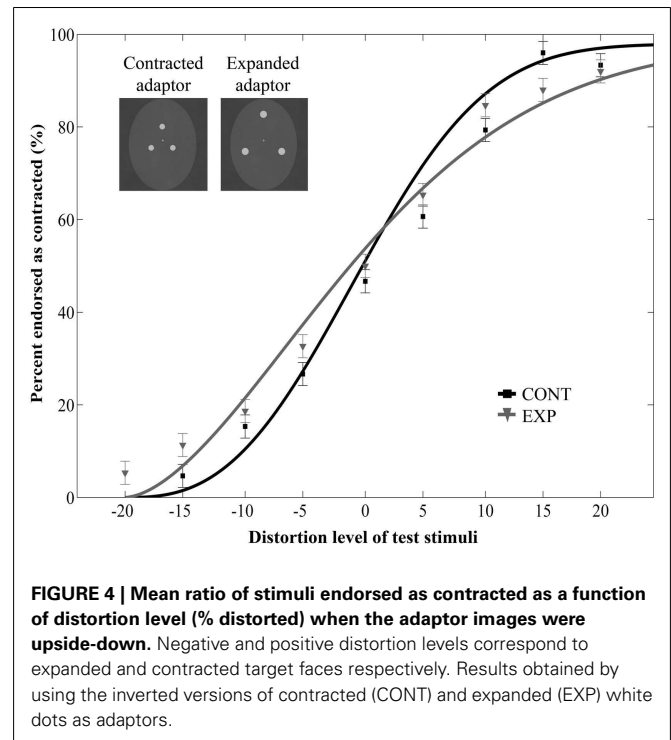 100
80
60
40
20
0
Percent endorsed as contracted (%)
Contracted
adaptor
Expanded
adaptor
CONT
EXP
-20
-15
-10
-5
0
5
10
15
20
Distortion level of test stimuli
FIGURE 4 | Mean ratio of stimuli endorsed as contracted as a function
of distortion level (% distorted) when the adaptor images were
upside-down. Negative and positive distortion levels correspond to
expanded and contracted target faces respectively. Results obtained by
using the inverted versions of contracted (CONT) and expanded (EXP) white
dots as adaptors.